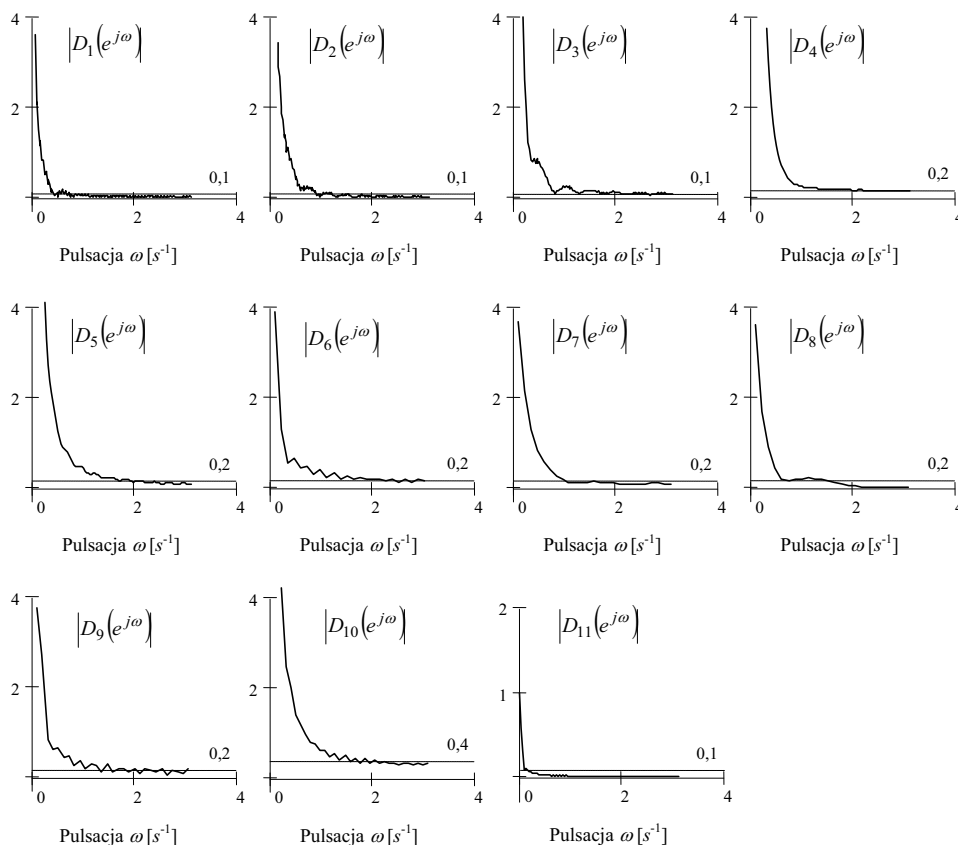 4 4 4 4
|D₁(e^{jω})| |D₂(e^{jω})| |D₃(e^{jω})| |D₄(e^{jω})|
2 2 2 2
0,1 0,1 0,1 0,2
0 2 4 0 2 4 0 2 4 0 2 4
Pulsacja ω [s⁻¹] Pulsacja ω [s⁻¹] Pulsacja ω [s⁻¹] Pulsacja ω [s⁻¹]
4 4 4 4
|D₅(e^{jω})| |D₆(e^{jω})| |D₇(e^{jω})| |D₈(e^{jω})|
2 2 2 2
0,2 0,2 0,2 0,2
0 2 4 0 2 4 0 2 4 0 2 4
Pulsacja ω [s⁻¹] Pulsacja ω [s⁻¹] Pulsacja ω [s⁻¹] Pulsacja ω [s⁻¹]
4 4 2
|D₉(e^{jω})| |D₁₀(e^{jω})| |D₁₁(e^{jω})|
2 2 1
0,2 0,4 0,1
0 2 4 0 2 4 0 2 4
Pulsacja ω [s⁻¹] Pulsacja ω [s⁻¹] Pulsacja ω [s⁻¹]